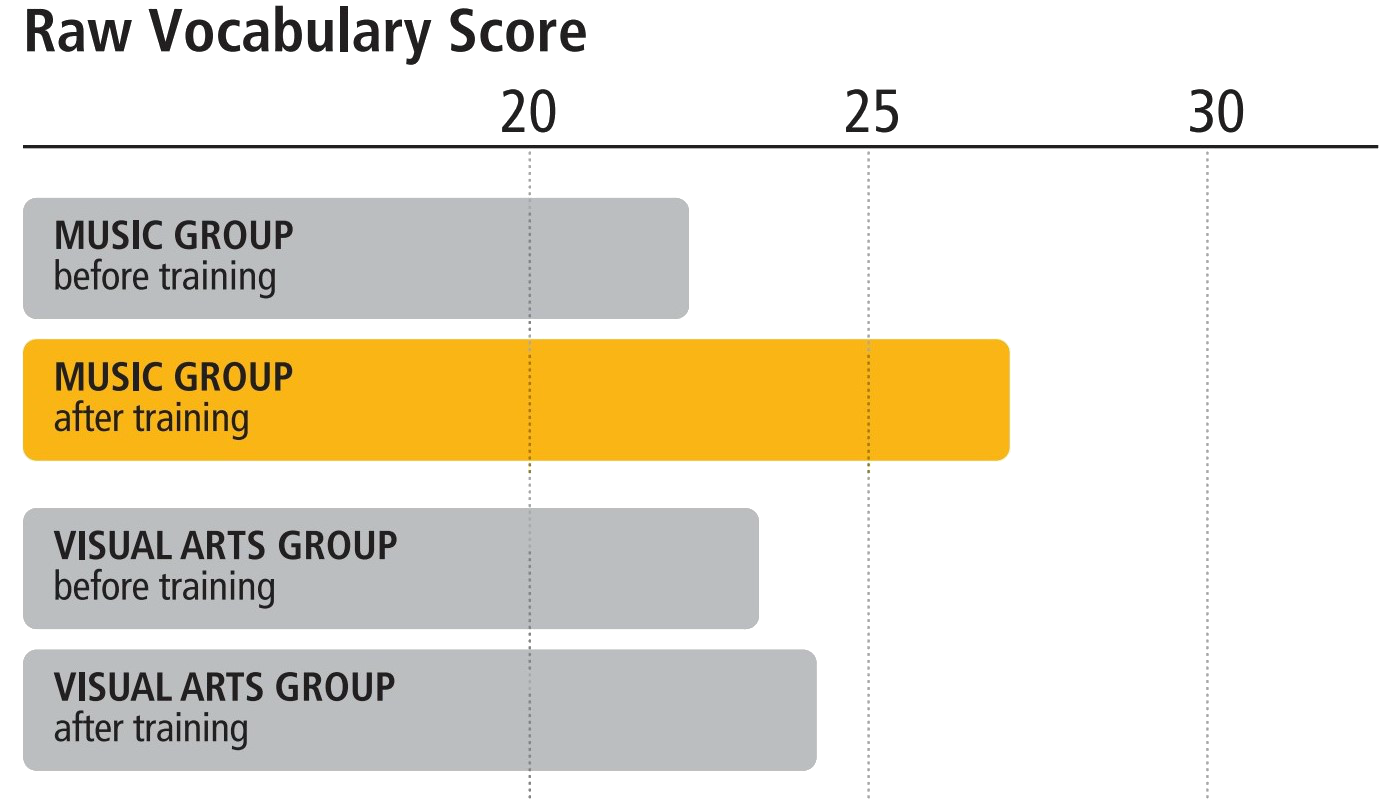 Raw Vocabulary Score
20 25 30
MUSIC GROUP
before training
MUSIC GROUP
after training
VISUAL ARTS GROUP
before training
VISUAL ARTS GROUP
after training